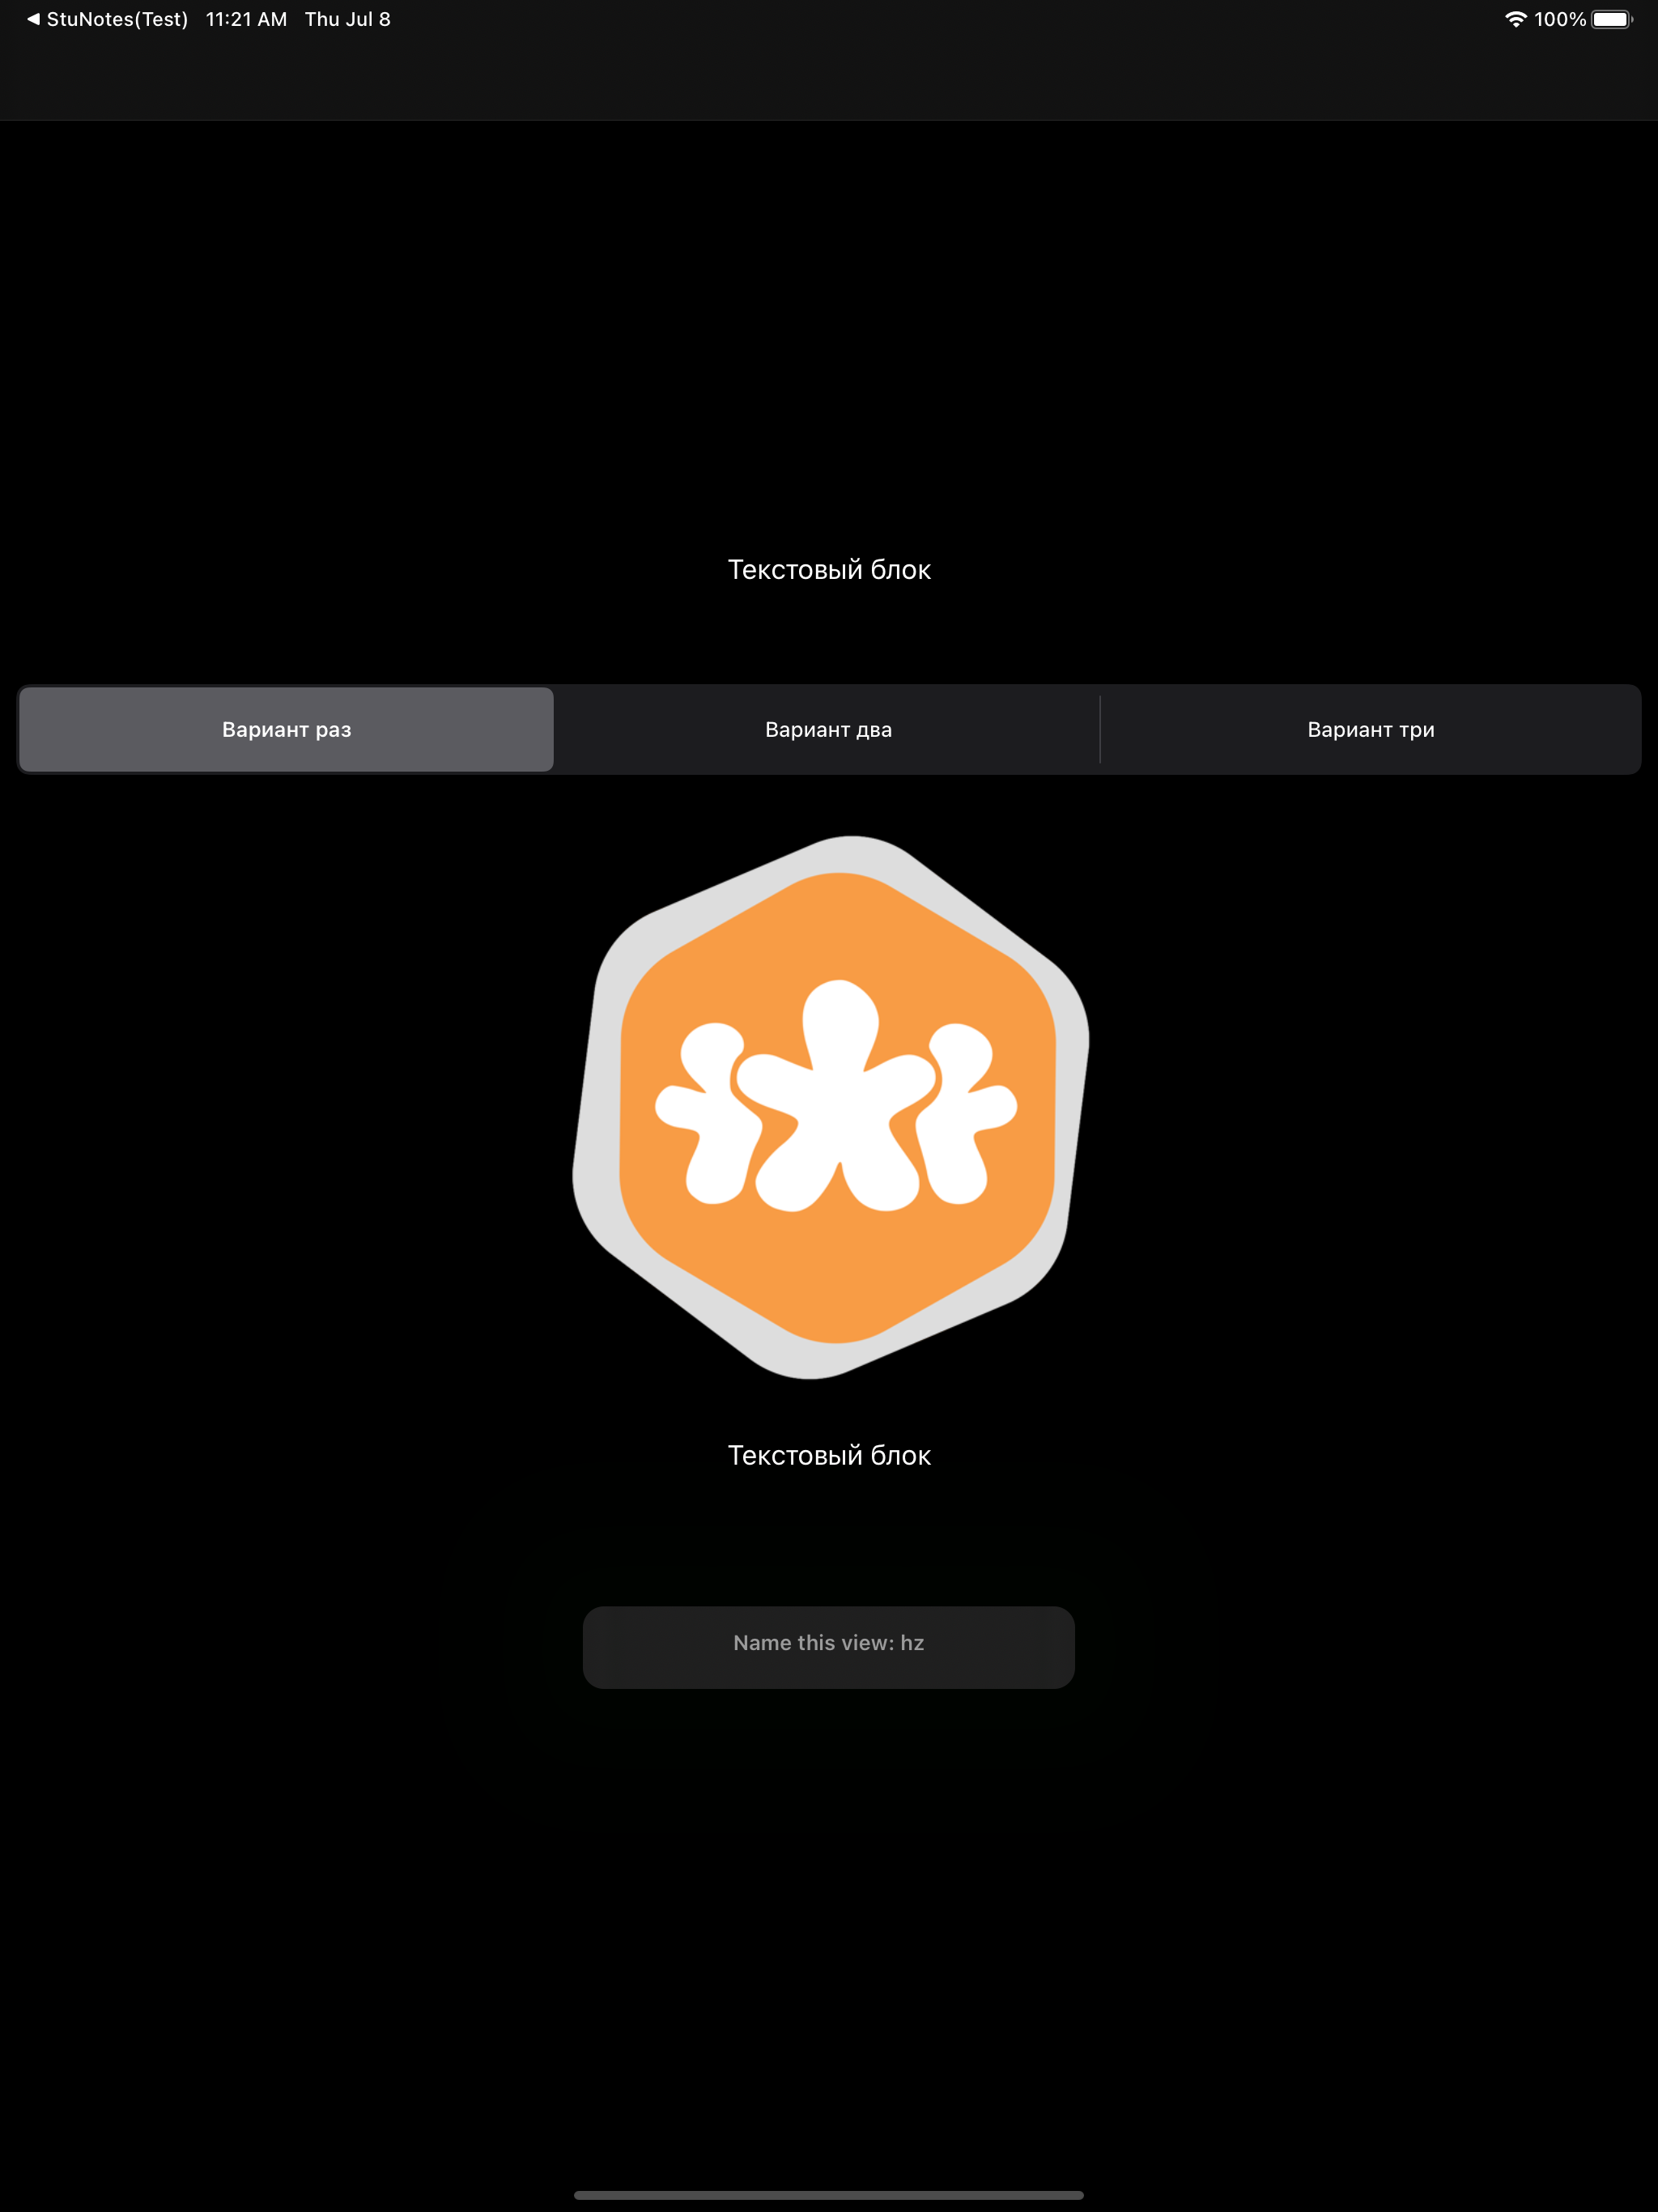 StuNotes(Test) 11:21 AM Thu Jul 8 100%
Текстовый блок
Вариант раз Вариант два Вариант три
Текстовый блок
Name this view: hz